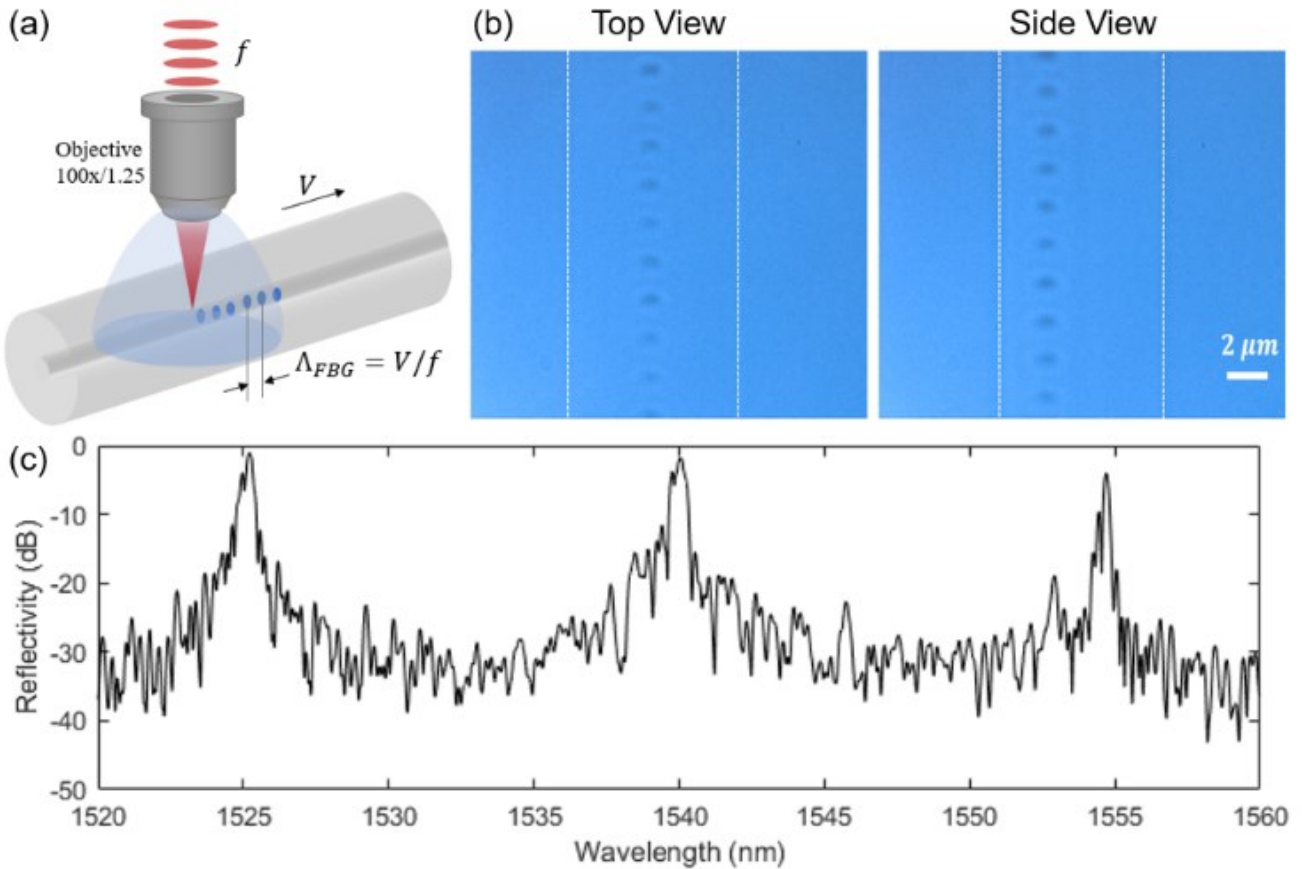 (a)
f
Objective
100x/1.25
V
Λ_FBG = V/f
(b)
Top View
Side View
2 μm
(c)
0
-10
-20
-30
-40
-50
Reflectivity (dB)
1520
1525
1530
1535
1540
1545
1550
1555
1560
Wavelength (nm)